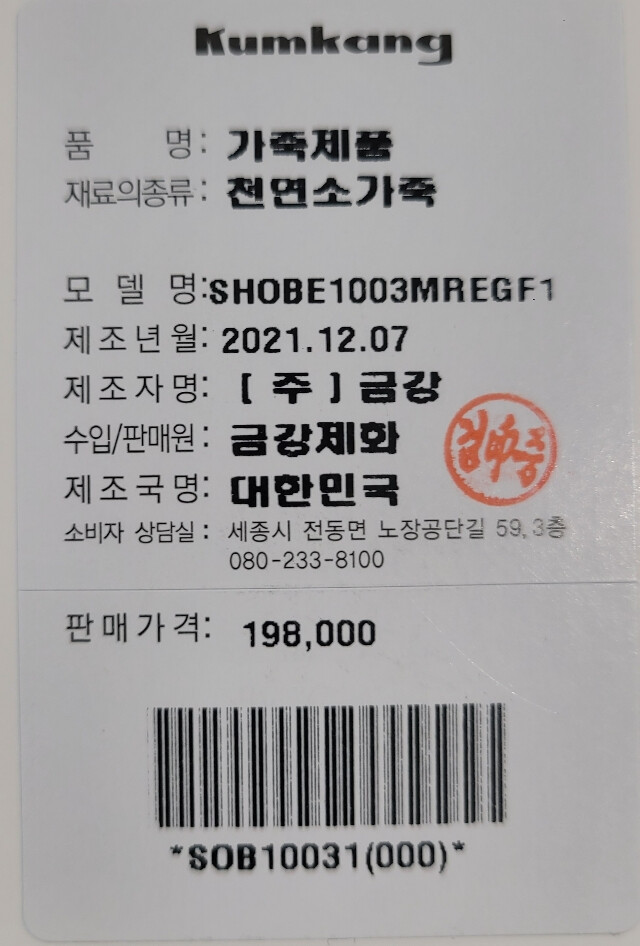 Kumkang
품 명: 가죽제품
재료의종류: 천연소가죽
모 델 명:SHOBE1003MREGF1
제조년월: 2021.12.07
제조자명: [ 주 ] 금강
수입/판매원: 금강제화
제조국명: 대한민국
소비자 상담실: 세종시 전동면 노장공단길 59, 3층
080-233-8100
판매가격: 198,000
*SOB10031(000)*